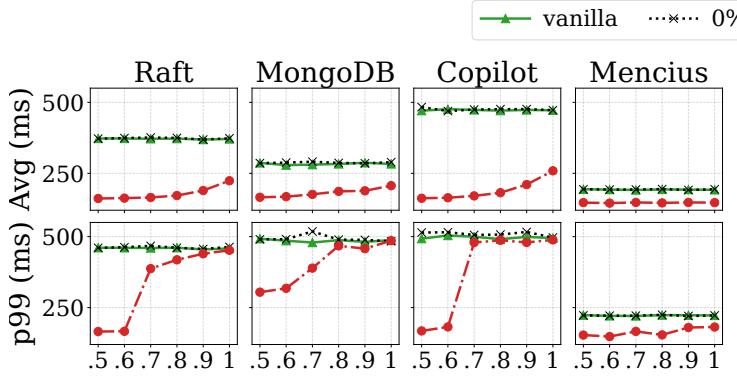 vanilla 0%
Raft MongoDB Copilot Mencius
Avg (ms)
500
250
p99 (ms)
500
250
.5 .6 .7 .8 .9 1 .5 .6 .7 .8 .9 1 .5 .6 .7 .8 .9 1 .5 .6 .7 .8 .9 1